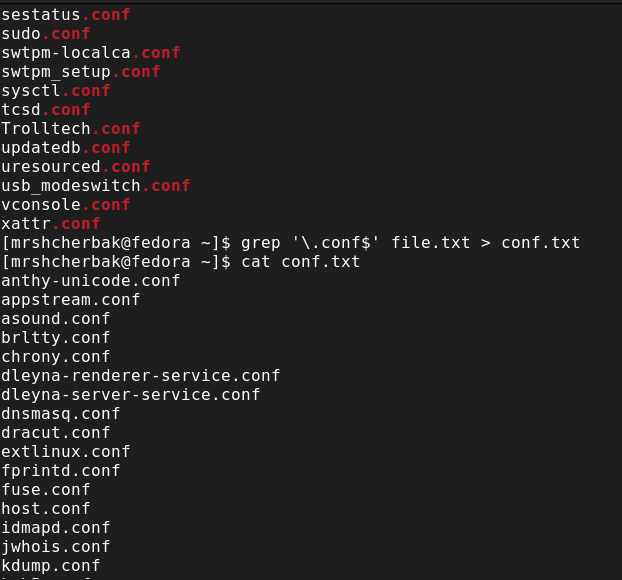 sestatus.conf
sudo.conf
swtpm-localca.conf
swtpm_setup.conf
sysctl.conf
tcsd.conf
Trolltech.conf
updatedb.conf
uresourced.conf
usb_modeswitch.conf
vconsole.conf
xattr.conf
[mrshcherbak@fedora ~]$ grep '\.conf$' file.txt > conf.txt
[mrshcherbak@fedora ~]$ cat conf.txt
anthy-unicode.conf
appstream.conf
asound.conf
brltty.conf
chrony.conf
dleyna-renderer-service.conf
dleyna-server-service.conf
dnsmasq.conf
dracut.conf
extlinux.conf
fprintd.conf
fuse.conf
host.conf
idmapd.conf
jwhois.conf
kdump.conf